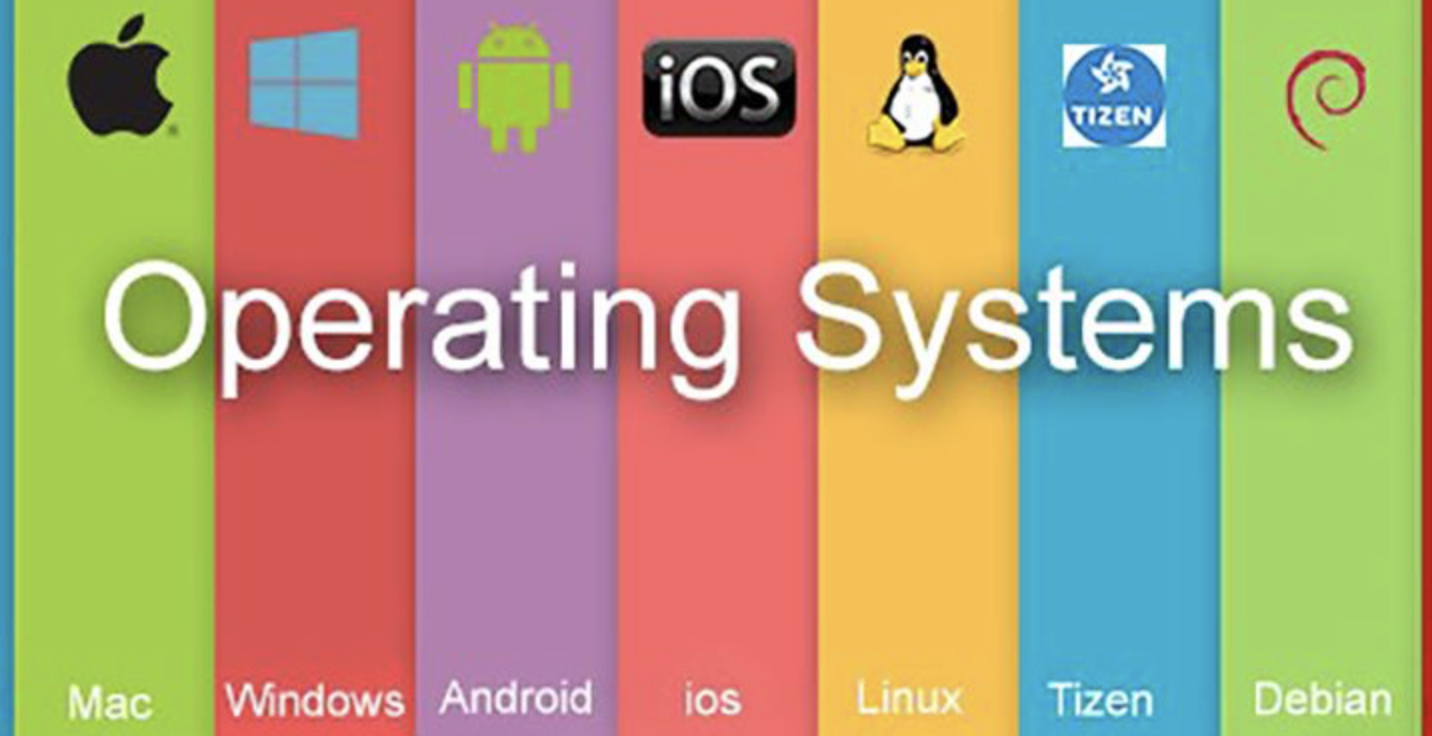 iOS
TIZEN
Operating Systems
Mac Windows Android ios Linux Tizen Debian